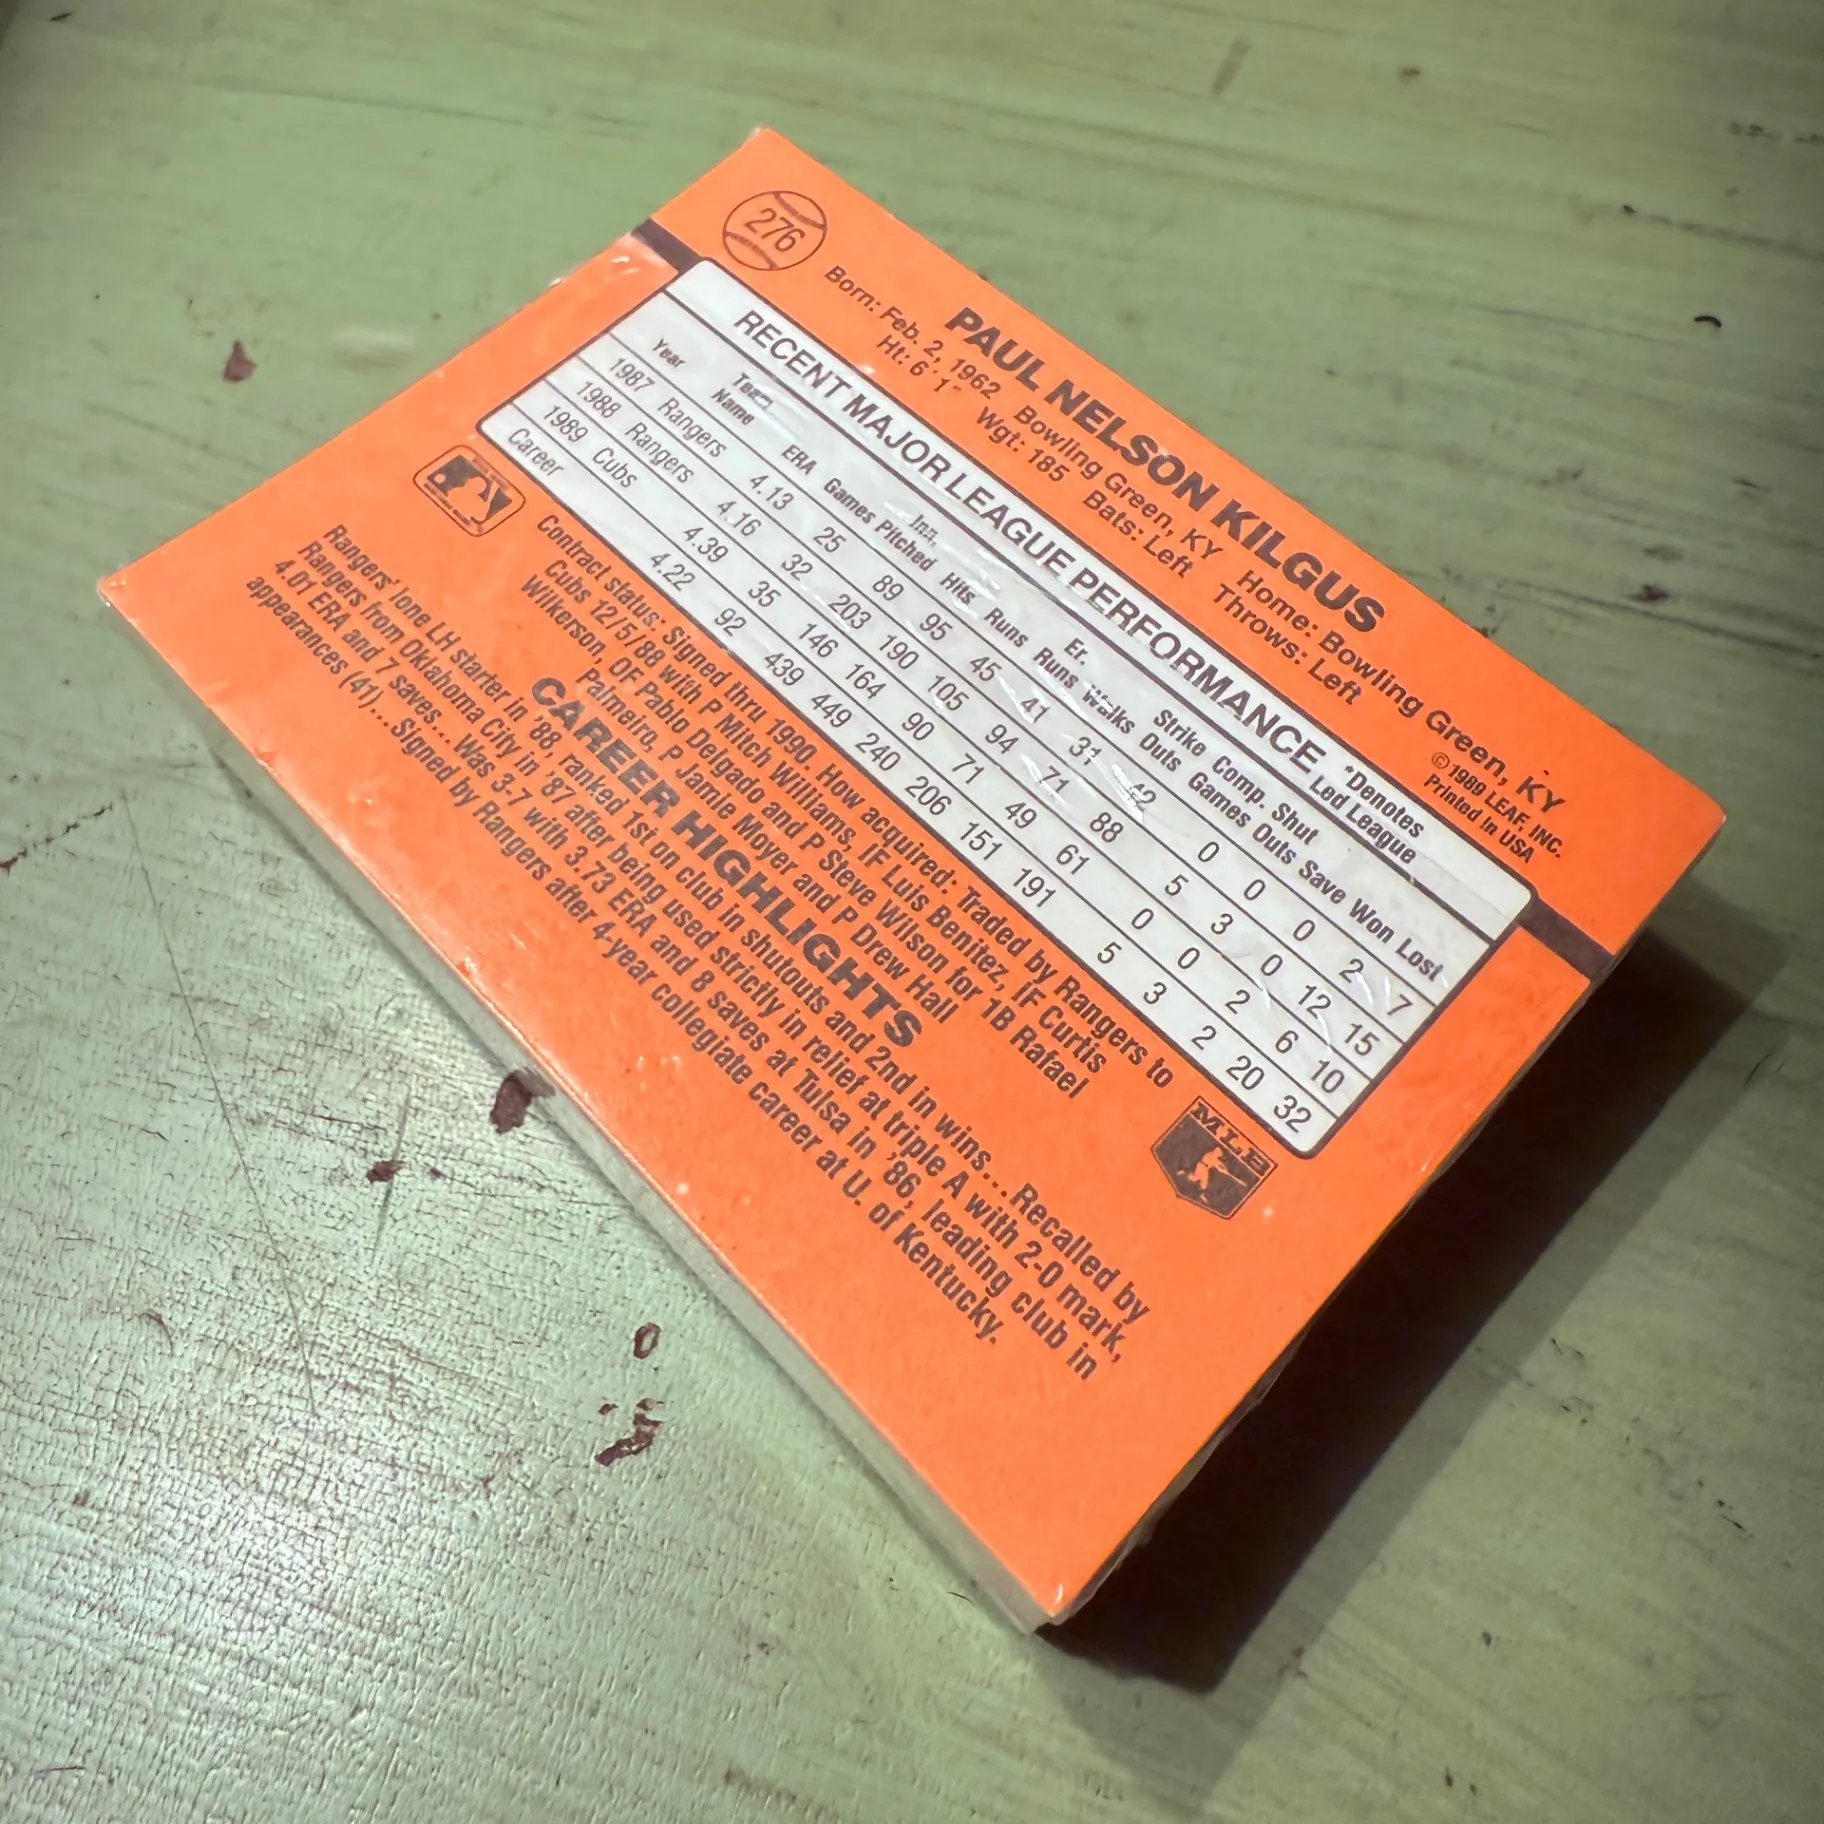 276
PAUL NELSON KILGUS
Born: Feb. 2, 1962 Bowling Green, KY Home: Bowling Green, KY
Ht: 6'1" Wgt: 185 Bats: Left Throws: Left
© 1989 LEAF, INC.
Printed in USA
RECENT MAJOR LEAGUE PERFORMANCE *Denotes
Led League
Team Inn. Er. Strike Comp. Shut
Year Name ERA Games Pitched Hits Runs Runs Walks Outs Games Outs Save Won Lost
1987 Rangers 4.13 25 89 95 45 41 31 42 0 0 0 2 7
1988 Rangers 4.16 32 203 190 105 94 71 88 5 3 0 12 15
1989 Cubs 4.39 35 146 164 90 71 49 61 0 0 2 6 10
Career 4.22 92 439 449 240 206 151 191 5 3 2 20 32
Contract status: Signed thru 1990. How acquired: Traded by Rangers to
Cubs 12/5/88 with P Mitch Williams, IF Luis Benitez, IF Curtis
Wilkerson, OF Pablo Delgado and P Steve Wilson for 1B Rafael
Palmeiro, P Jamie Moyer and P Drew Hall
MLB
CAREER HIGHLIGHTS
Rangers' lone LH starter in '88, ranked 1st on club in shutouts and 2nd in wins...Recalled by
Rangers from Oklahoma City in '87 after being used strictly in relief at triple A with 2-0 mark,
4.01 ERA and 7 saves... Was 3-7 with 3.73 ERA and 8 saves at Tulsa in '86, leading club in
appearances (41)...Signed by Rangers after 4-year collegiate career at U. of Kentucky.